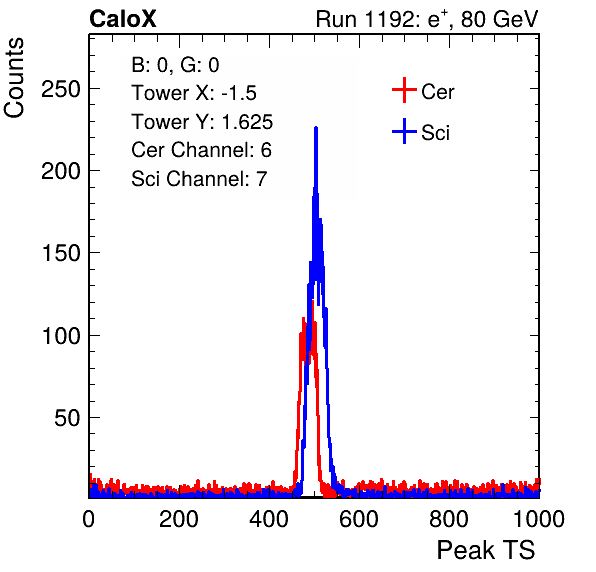 CaloX Run 1192: e⁺, 80 GeV
B: 0, G: 0
Tower X: -1.5
Tower Y: 1.625
Cer Channel: 6
Sci Channel: 7
Cer
Sci
Counts
250
200
150
100
50
0 200 400 600 800 1000
Peak TS